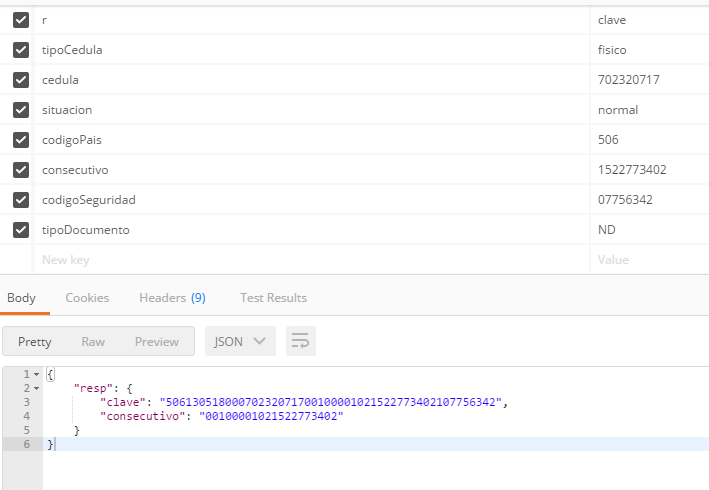 r clave
tipoCedula fisico
cedula 702320717
situacion normal
codigoPais 506
consecutivo 1522773402
codigoSeguridad 07756342
tipoDocumento ND
New key Value
Body Cookies Headers (9) Test Results
Pretty Raw Preview JSON
1 {
2 "resp": {
3 "clave": "50613051800070232071700100001021522773402107756342",
4 "consecutivo": "00100001021522773402"
5 }
6 }